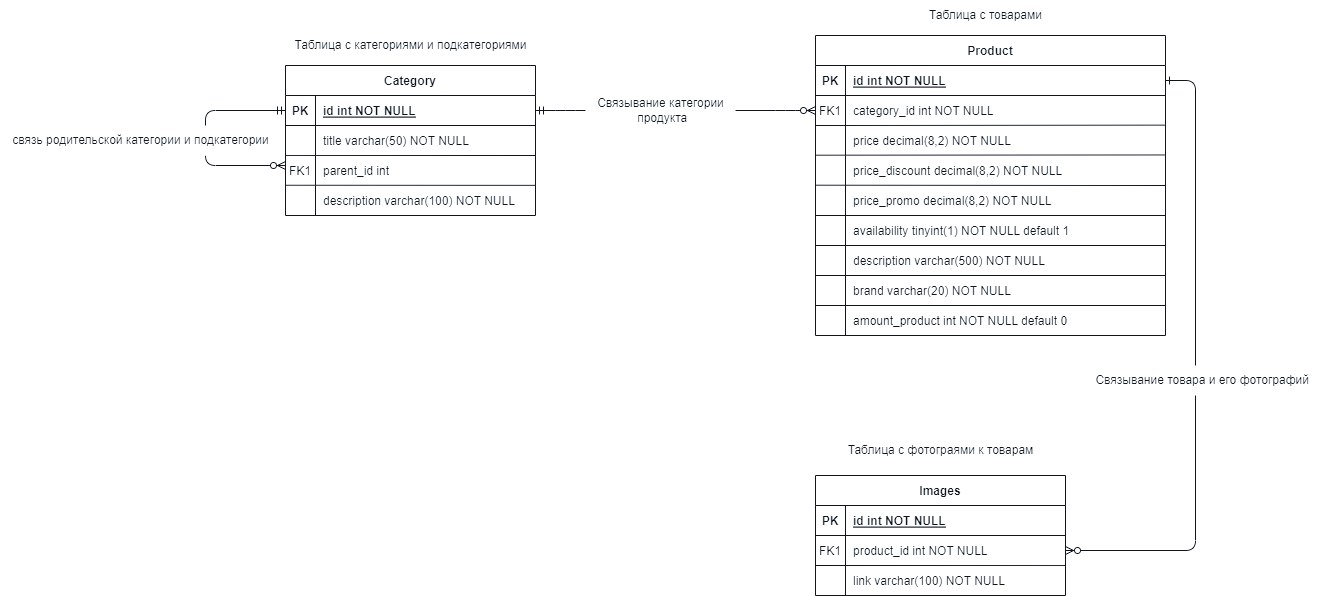 Таблица с категориями и подкатегориями
Category
PK id int NOT NULL
title varchar(50) NOT NULL
FK1 parent_id int
description varchar(100) NOT NULL
связь родительской категории и подкатегории
Связывание категории
продукта
Таблица с товарами
Product
PK id int NOT NULL
FK1 category_id int NOT NULL
price decimal(8,2) NOT NULL
price_discount decimal(8,2) NOT NULL
price_promo decimal(8,2) NOT NULL
availability tinyint(1) NOT NULL default 1
description varchar(500) NOT NULL
brand varchar(20) NOT NULL
amount_product int NOT NULL default 0
Связывание товара и его фотографий
Таблица с фотограями к товарам
Images
PK id int NOT NULL
FK1 product_id int NOT NULL
link varchar(100) NOT NULL